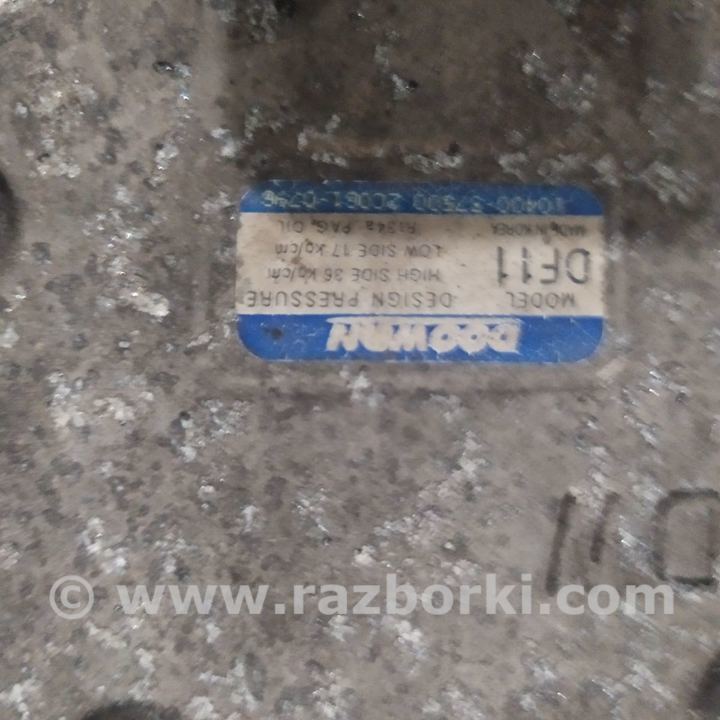 DOOWAN
MODEL DESIGN PRESSURE
DF11 HIGH SIDE 36 kg/cm
LOW SIDE 17 kg/cm
MADE IN KOREA R134a PAG. OIL
© www.razborki.com